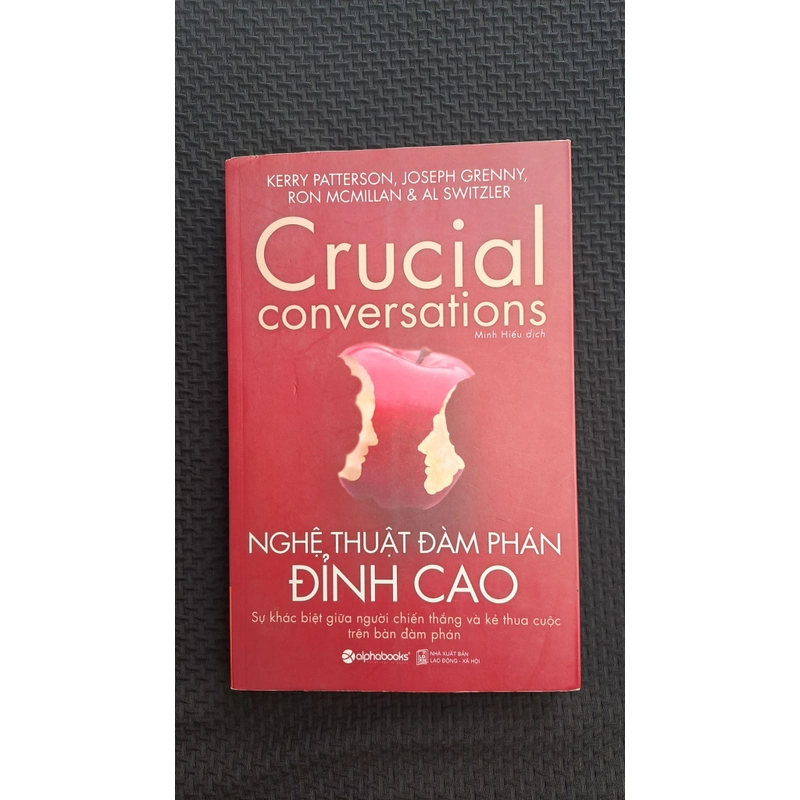 KERRY PATTERSON, JOSEPH GRENNY,
RON MCMILLAN & AL SWITZLER
Crucial
conversations
Minh Hiếu dịch
NGHỆ THUẬT ĐÀM PHÁN
ĐỈNH CAO
Sự khác biệt giữa người chiến thắng và kẻ thua cuộc
trên bàn đàm phán
alphabooks
NHÀ XUẤT BẢN
LAO ĐỘNG - XÃ HỘI